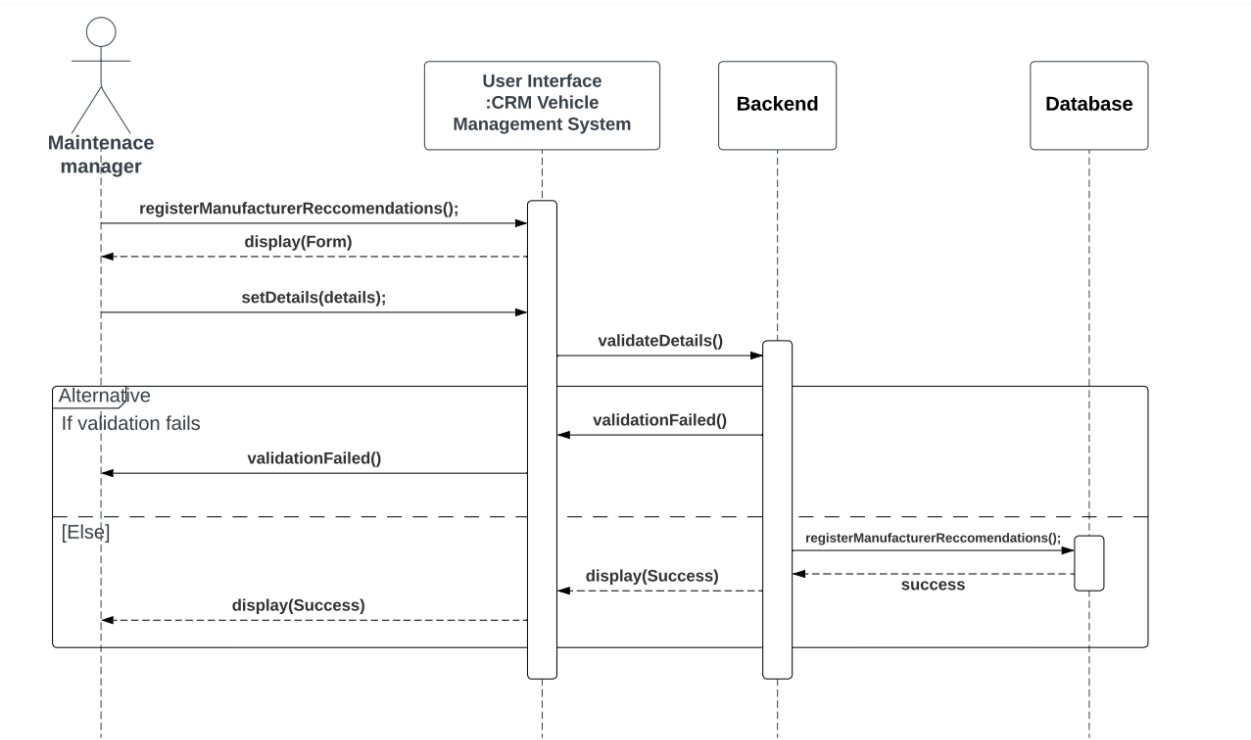 User Interface
:CRM Vehicle
Management System
Backend
Database
Maintenace
manager
registerManufacturerReccomendations();
display(Form)
setDetails(details);
validateDetails()
Alternative
If validation fails
validationFailed()
validationFailed()
[Else]
registerManufacturerReccomendations();
display(Success)
success
display(Success)